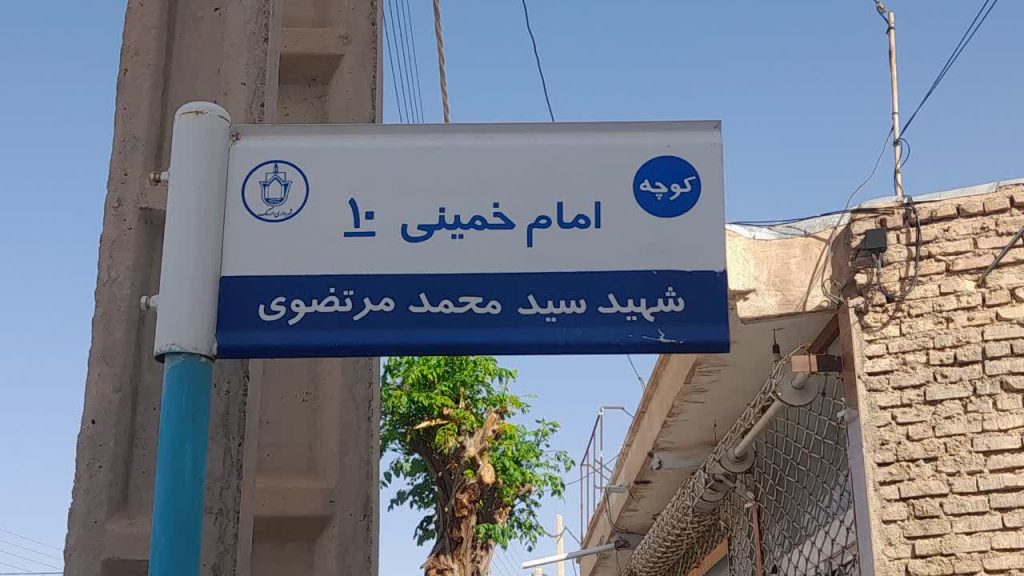 کوچه
امام خمینی ۱۰
شهید سید محمد مرتضوی